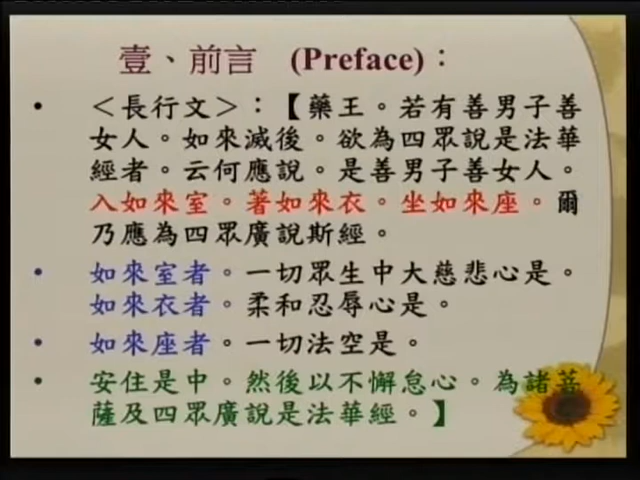 壹、前言 (Preface)：
• ＜長行文＞：【藥王。若有善男子善
女人。如來滅後。欲為四眾說是法華
經者。云何應說。是善男子善女人。
入如來室。著如來衣。坐如來座。爾
乃應為四眾廣說斯經。
• 如來室者。一切眾生中大慈悲心是。
如來衣者。柔和忍辱心是。
• 如來座者。一切法空是。
• 安住是中。然後以不懈怠心。為諸菩
薩及四眾廣說是法華經。】